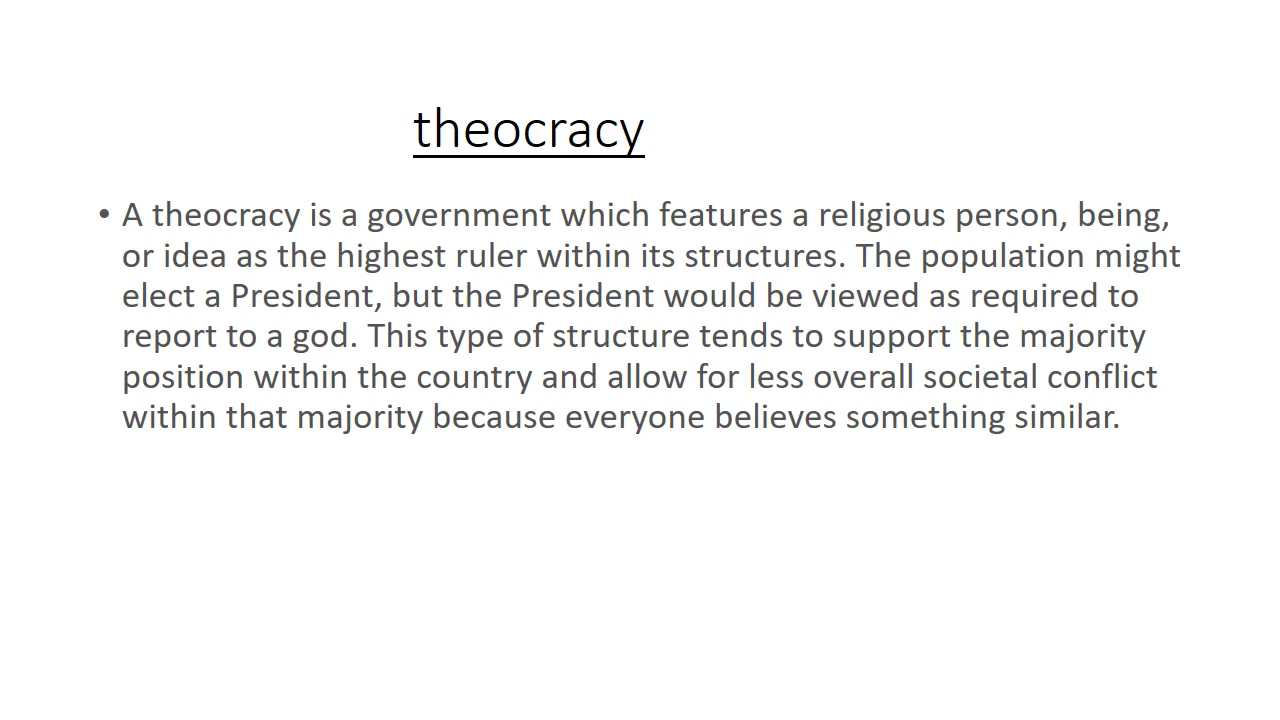 theocracy
• A theocracy is a government which features a religious person, being,
or idea as the highest ruler within its structures. The population might
elect a President, but the President would be viewed as required to
report to a god. This type of structure tends to support the majority
position within the country and allow for less overall societal conflict
within that majority because everyone believes something similar.